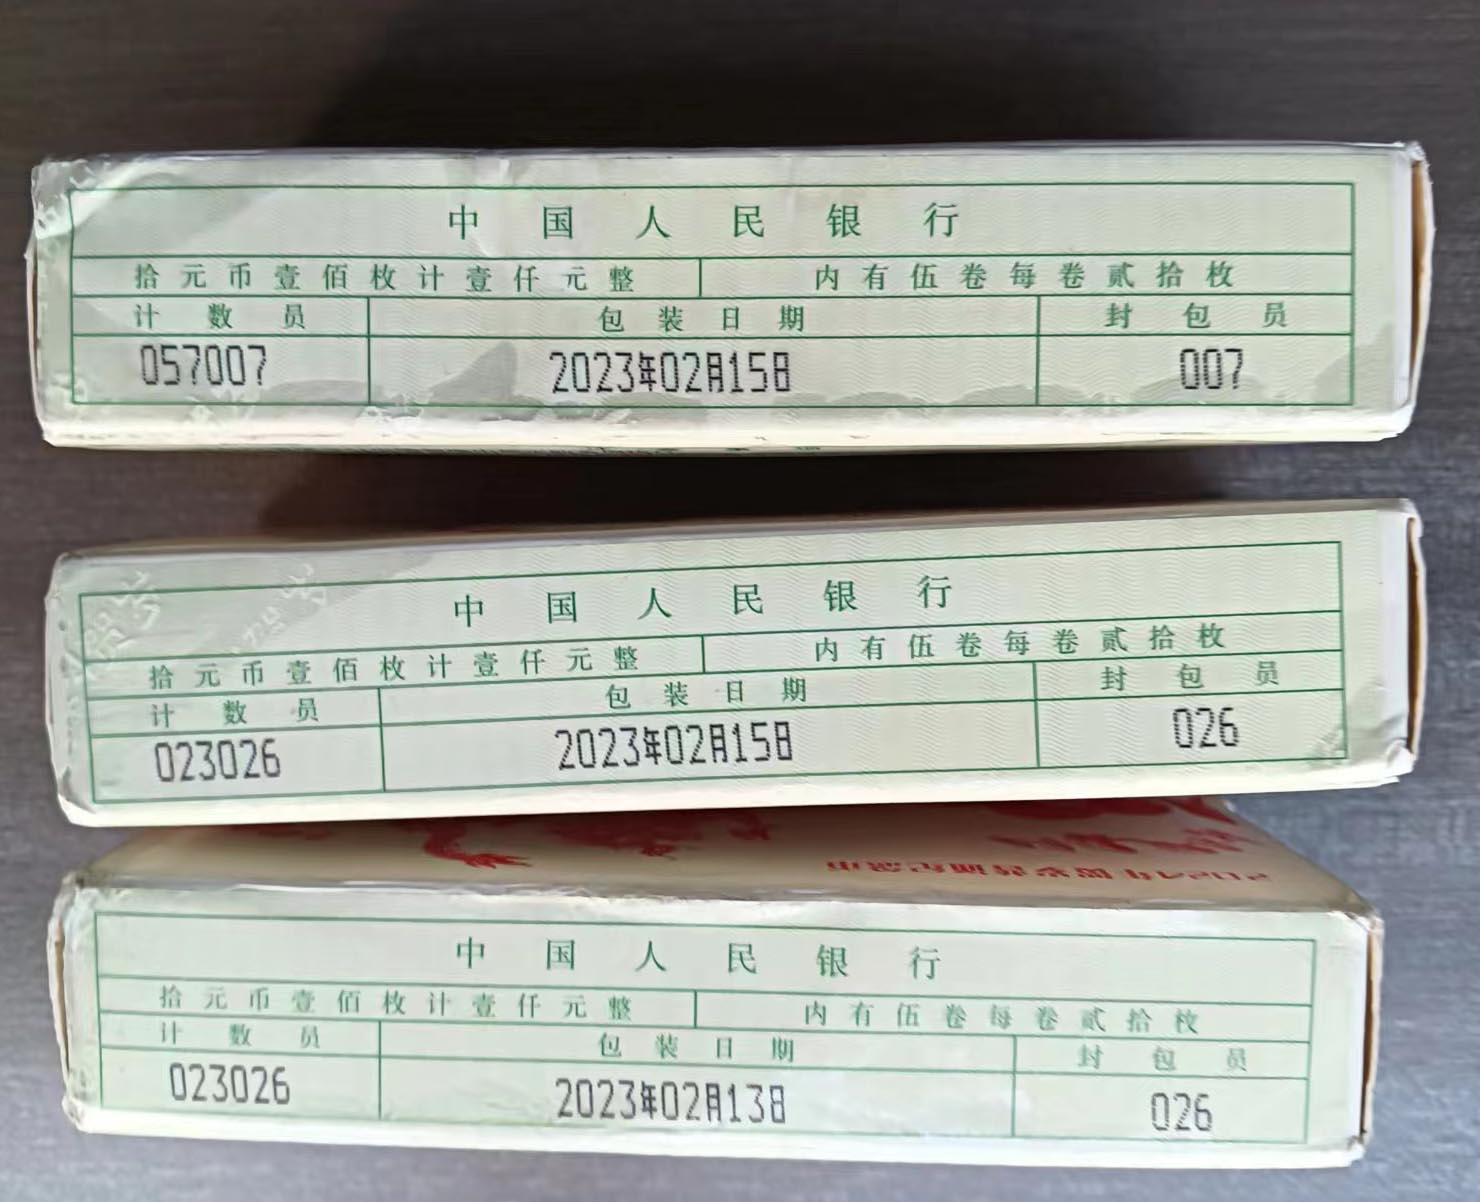 中国人民银行
拾元币壹佰枚计壹仟元整 内有伍卷每卷贰拾枚
计数员 包装日期 封包员
057007 2023年02月15日 007
中国人民银行
拾元币壹佰枚计壹仟元整 内有伍卷每卷贰拾枚
计数员 包装日期 封包员
023026 2023年02月15日 026
中国人民银行
拾元币壹佰枚计壹仟元整 内有伍卷每卷贰拾枚
计数员 包装日期 封包员
023026 2023年02月13日 026